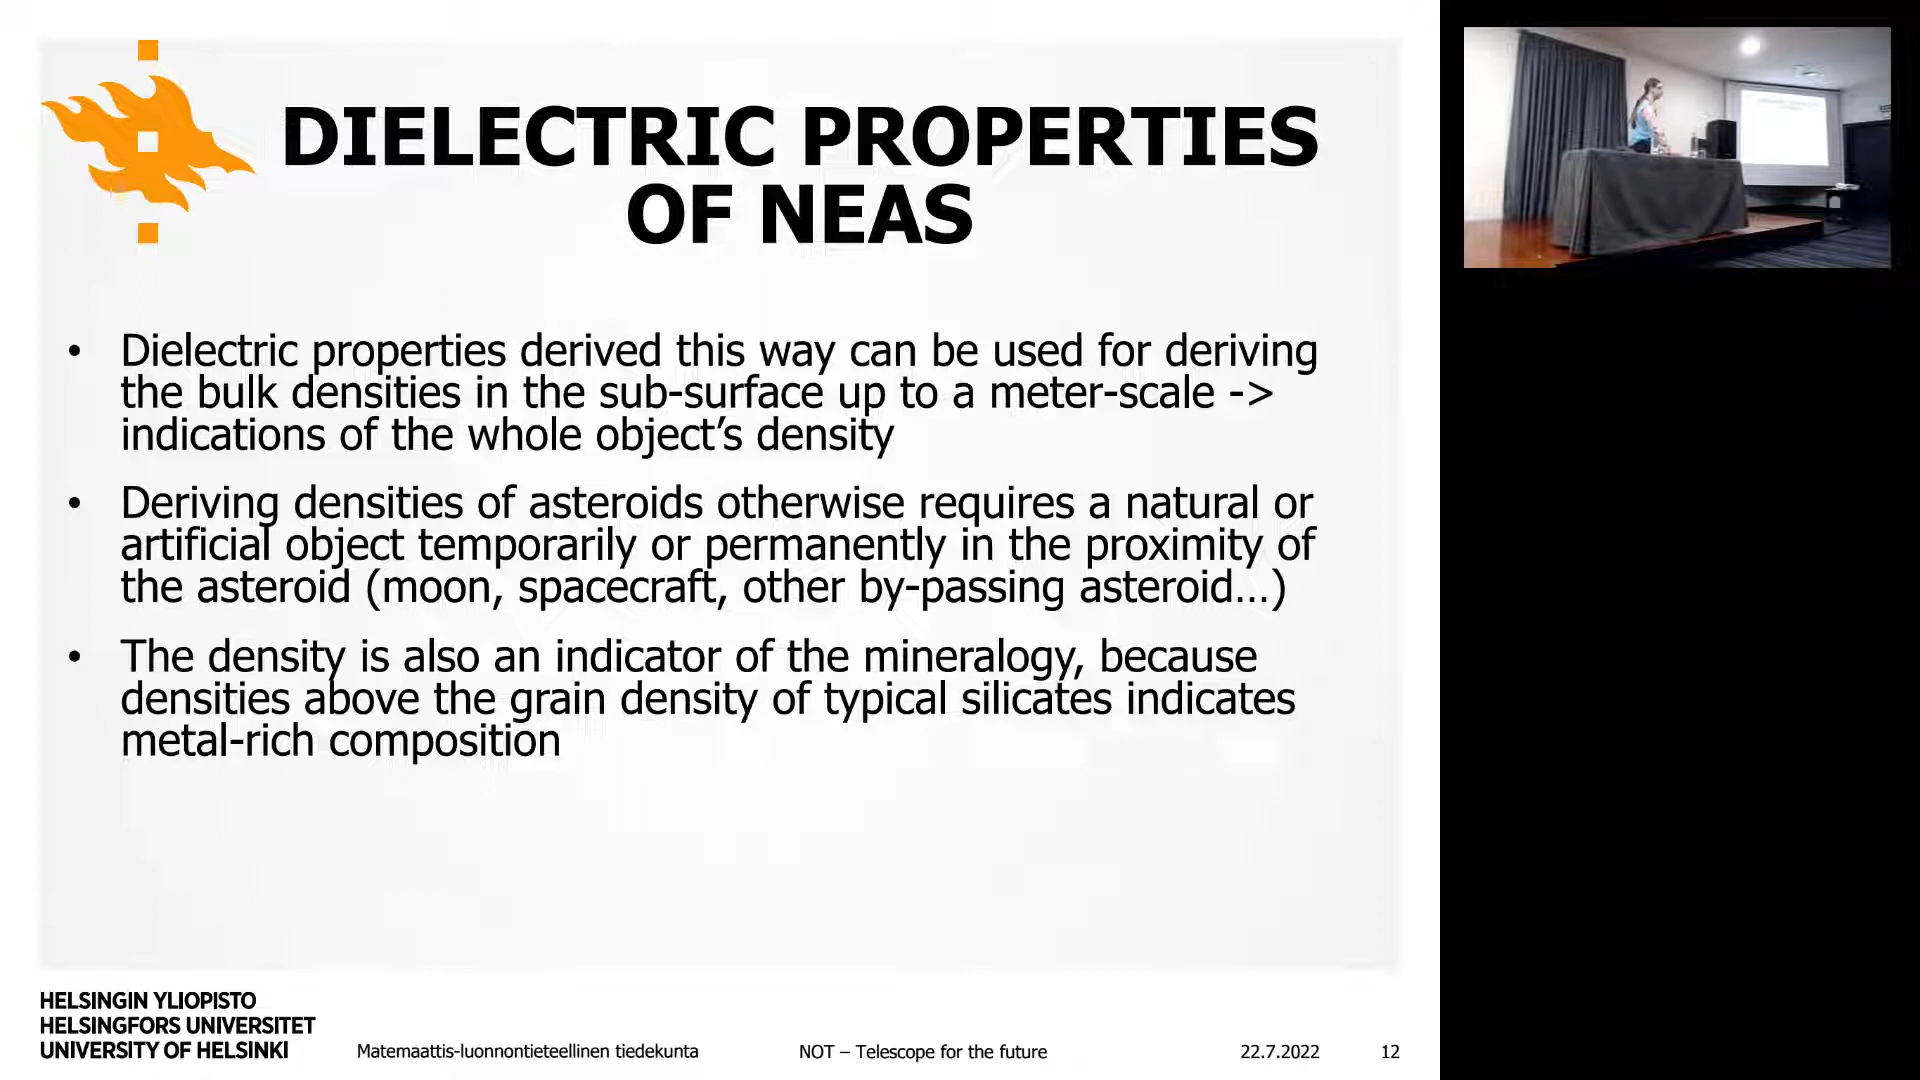 DIELECTRIC PROPERTIES
OF NEAS
• Dielectric properties derived this way can be used for deriving
the bulk densities in the sub-surface up to a meter-scale ->
indications of the whole object’s density
• Deriving densities of asteroids otherwise requires a natural or
artificial object temporarily or permanently in the proximity of
the asteroid (moon, spacecraft, other by-passing asteroid…)
• The density is also an indicator of the mineralogy, because
densities above the grain density of typical silicates indicates
metal-rich composition
HELSINGIN YLIOPISTO
HELSINGFORS UNIVERSITET
UNIVERSITY OF HELSINKI
Matemaattis-luonnontieteellinen tiedekunta
NOT – Telescope for the future
22.7.2022
12